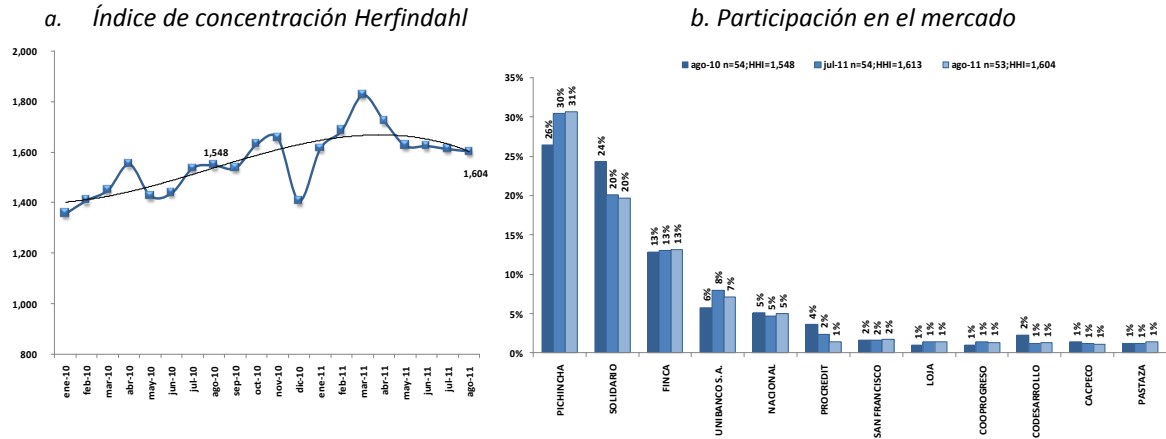 a. Índice de concentración Herfindahl
2,000
1,800
1,600
1,400
1,200
1,000
800
1,548
1,604
ene-10
feb-10
mar-10
abr-10
may-10
jun-10
jul-10
ago-10
sep-10
oct-10
nov-10
dic-10
ene-11
feb-11
mar-11
abr-11
may-11
jun-11
jul-11
ago-11
b. Participación en el mercado
ago-10 n=54;HHI=1,548 jul-11 n=54;HHI=1,613 ago-11 n=53;HHI=1,604
35%
30%
25%
20%
15%
10%
5%
0%
26% 30% 31%
24% 20% 20%
13% 13% 13%
6% 8% 7%
5% 5% 5%
4% 2% 1%
2% 2% 2%
1% 1% 1%
1% 1% 1%
2% 1% 1%
1% 1% 1%
1% 1% 1%
PICHINCHA
SOLIDARIO
FINCA
UNIBANCO S. A.
NACIONAL
PROCREDIT
SAN FRANCISCO
LOJA
COOPROGRESO
CODESARROLLO
CACPECO
PASTAZA